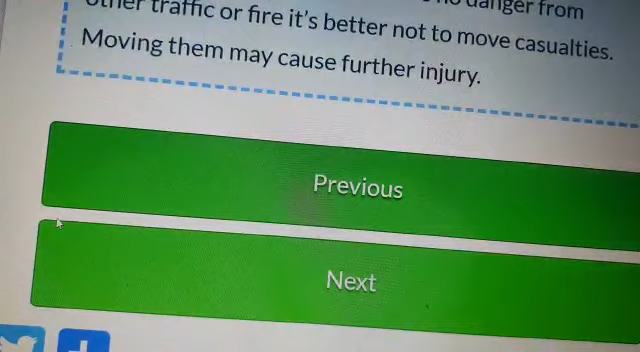 other traffic or fire it's better not to move casualties.
Moving them may cause further injury.
Previous
Next